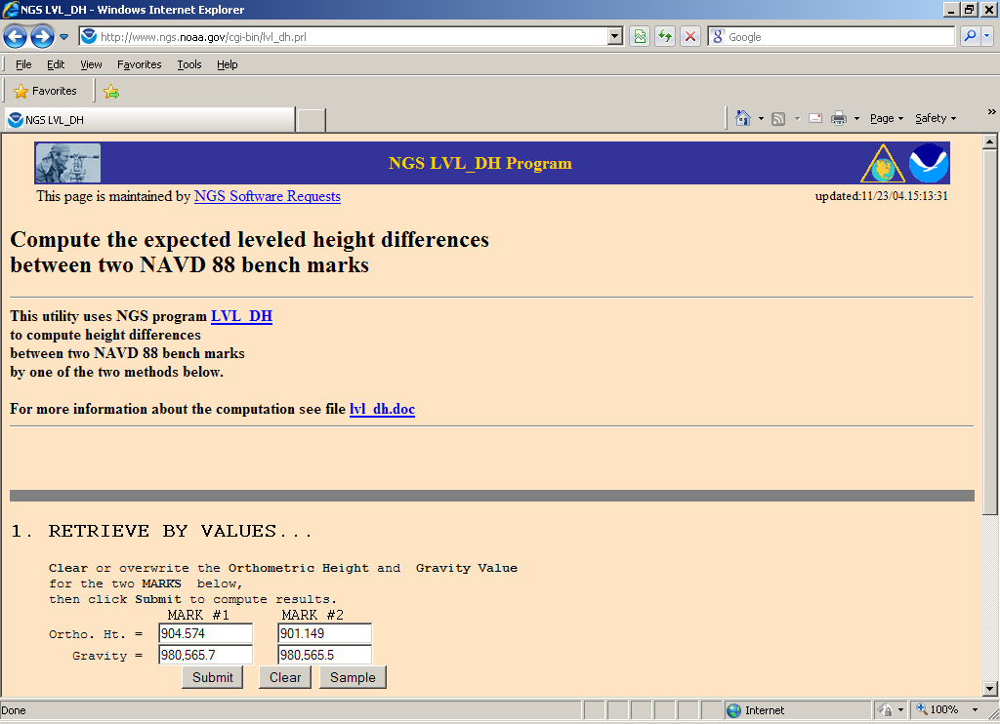 NGS LVL_DH - Windows Internet Explorer
http://www.ngs.noaa.gov/cgi-bin/lvl_dh.prl
Google
File Edit View Favorites Tools Help
Favorites
NGS LVL_DH
Page Safety »
NGS LVL_DH Program
This page is maintained by NGS Software Requests updated:11/23/04.15:13:31
Compute the expected leveled height differences
between two NAVD 88 bench marks
This utility uses NGS program LVL_DH
to compute height differences
between two NAVD 88 bench marks
by one of the two methods below.
For more information about the computation see file lvl_dh.doc
1. RETRIEVE BY VALUES...
Clear or overwrite the Orthometric Height and Gravity Value
for the two MARKS below,
then click Submit to compute results.
MARK #1 MARK #2
Ortho. Ht. = 904.574 901.149
Gravity = 980,565.7 980,565.5
Submit Clear Sample
Done Internet 100%